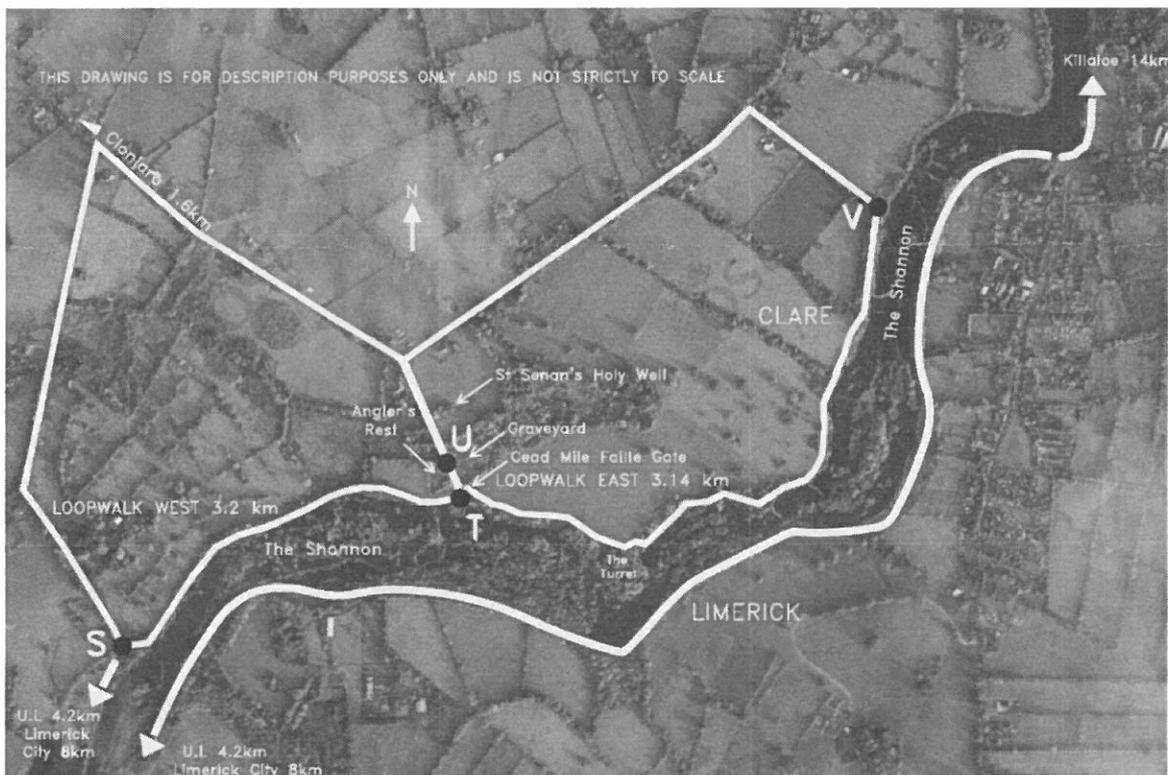 THIS DRAWING IS FOR DESCRIPTION PURPOSES ONLY AND IS NOT STRICTLY TO SCALE
Killaloe 14km
Clonlara 1.6km
N
V
The Shannon
CLARE
St Senan's Holy Well
Angler's
Rest
U
Graveyard
Cead Mile Failte Gate
LOOPWALK EAST 3.14 km
LOOPWALK WEST 3.2 km
T
The Shannon
The
Turret
LIMERICK
S
U.L 4.2km
Limerick
City 8km
U.L 4.2km
Limerick City 8km